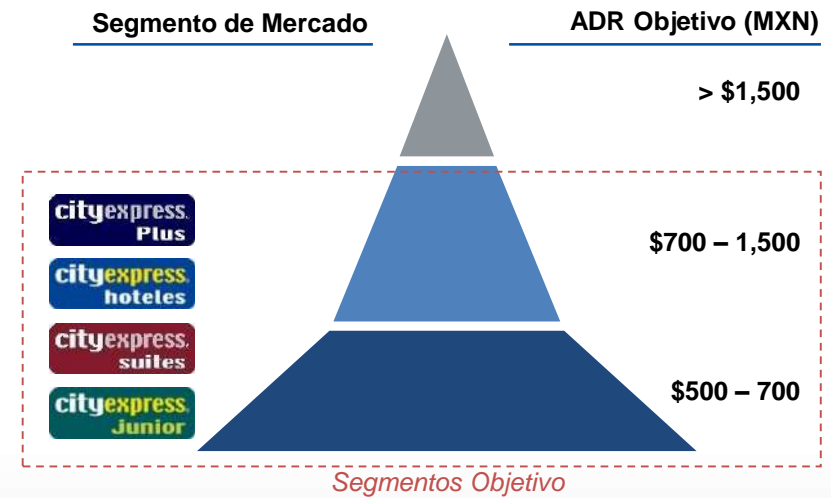 Segmento de Mercado
ADR Objetivo (MXN)
> $1,500
cityexpress.
Plus
$700 – 1,500
cityexpress.
hoteles
cityexpress.
suites
$500 – 700
cityexpress.
Junior
Segmentos Objetivo